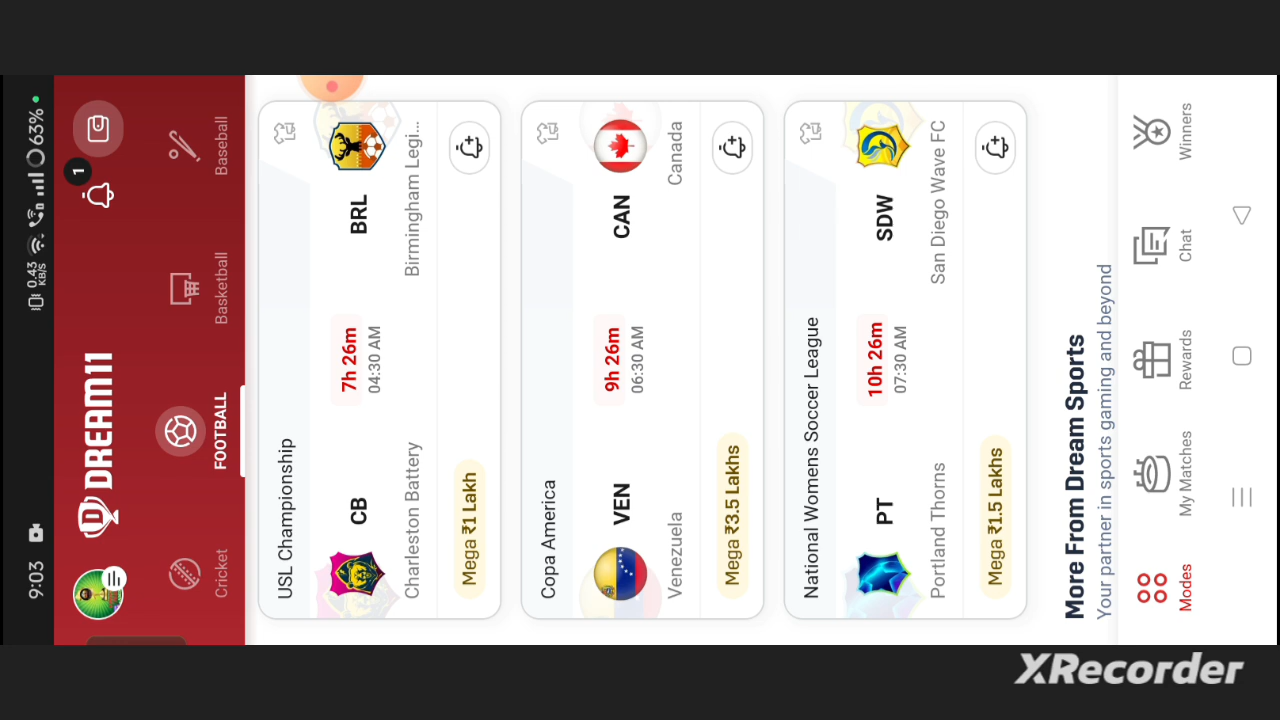 9:03
0.43 KB/S
63%
DREAM11
1
Cricket
FOOTBALL
Basketball
Baseball
USL Championship
CB
7h 26m
BRL
04:30 AM
Charleston Battery
Birmingham Legi...
Mega ₹1 Lakh
Copa America
VEN
9h 26m
CAN
06:30 AM
Venezuela
Canada
Mega ₹3.5 Lakhs
National Womens Soccer League
PT
10h 26m
SDW
07:30 AM
Portland Thorns
San Diego Wave FC
Mega ₹1.5 Lakhs
More From Dream Sports
Your partner in sports gaming and beyond
Modes
My Matches
Rewards
Chat
Winners
XRecorder